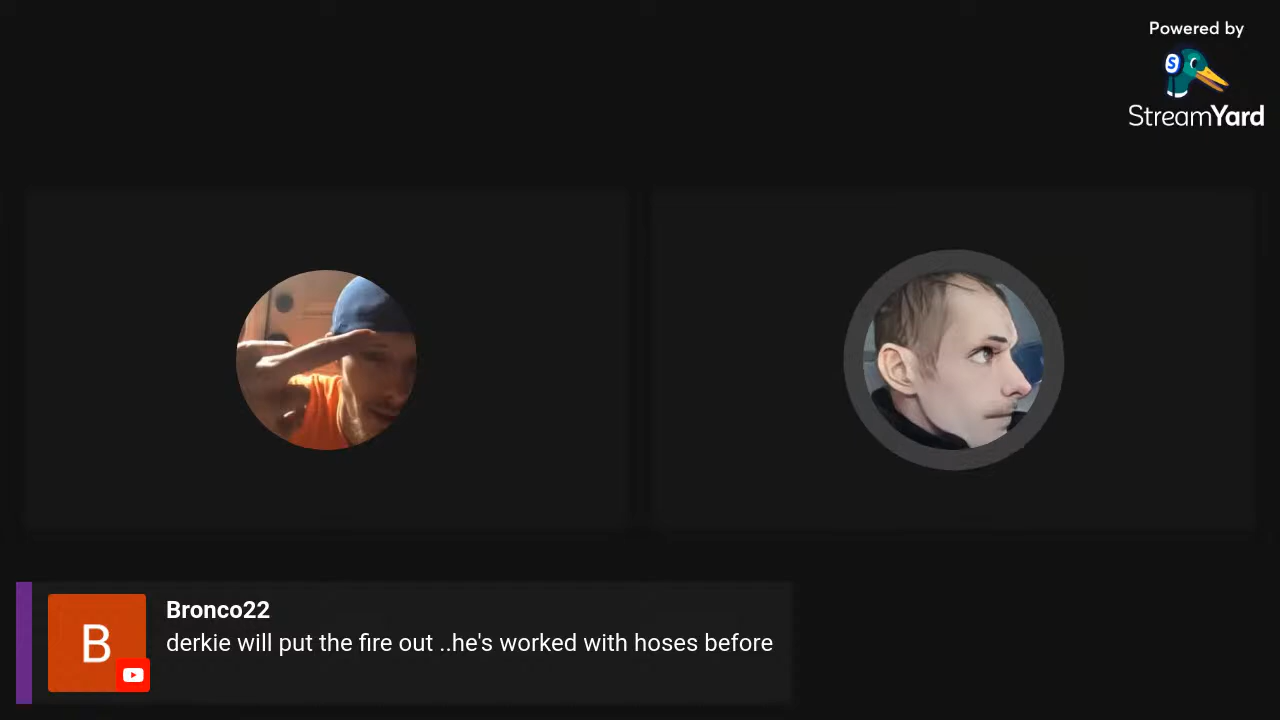 Powered by
S
StreamYard
B
Bronco22
derkie will put the fire out ..he's worked with hoses before